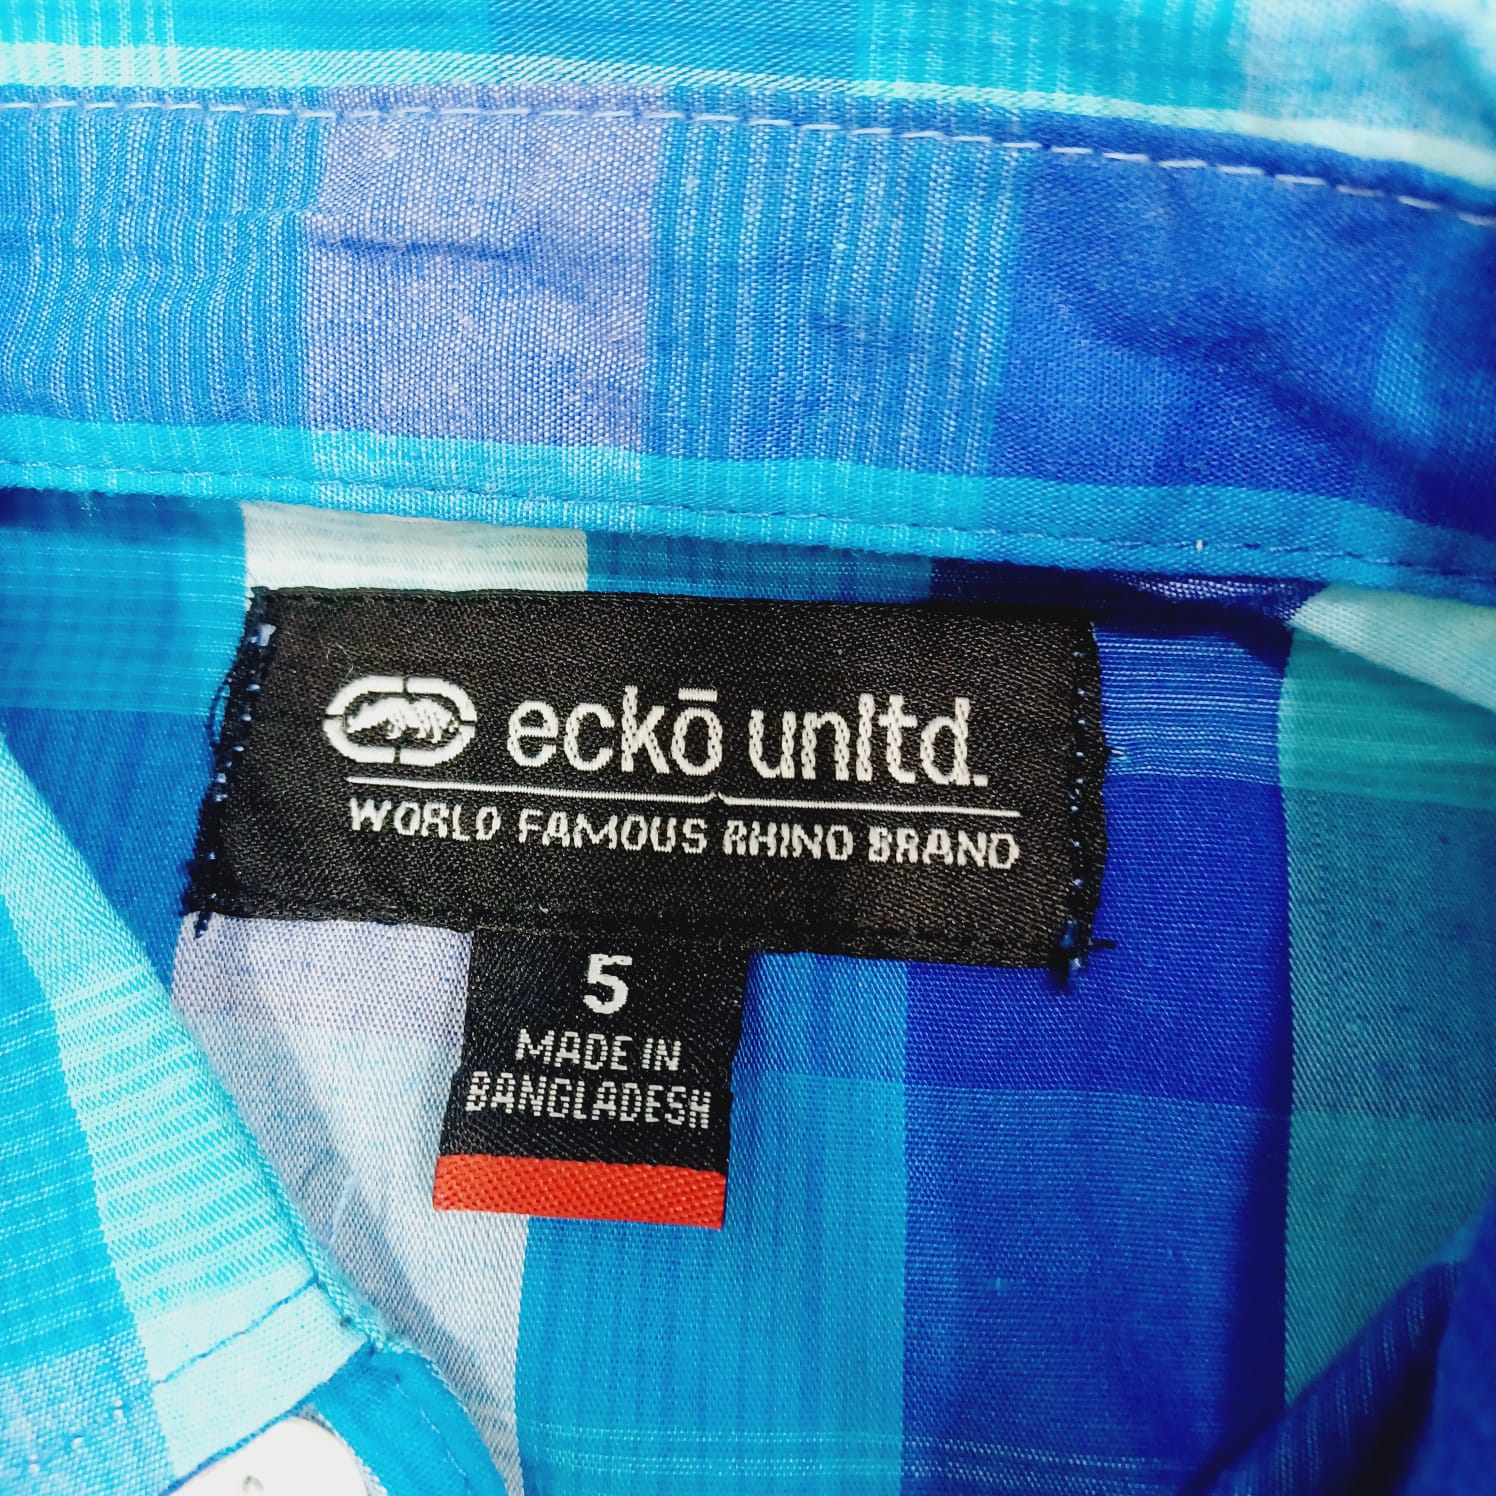 eckō unltd.
WORLD FAMOUS RHINO BRAND
5
MADE IN
BANGLADESH